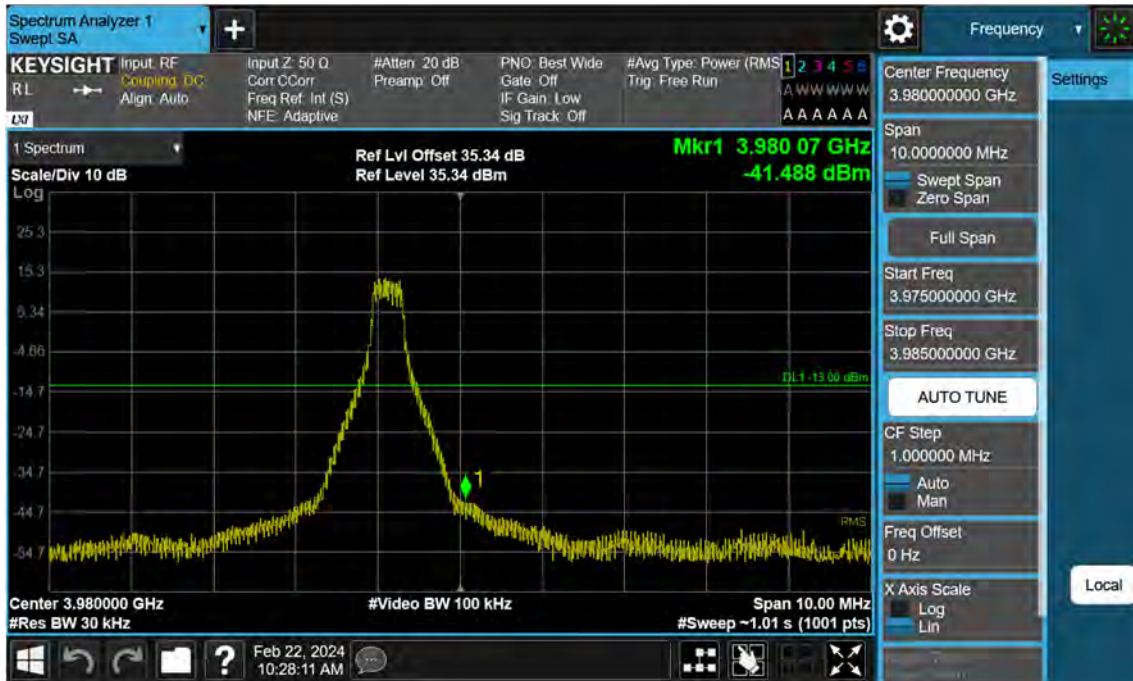 Spectrum Analyzer 1
Swept SA
Frequency
KEYSIGHT
RL
LXI
Input: RF
Coupling: DC
Align: Auto
Input Z: 50 Ω
Corr CCorr
Freq Ref: Int (S)
NFE: Adaptive
#Atten: 20 dB
Preamp: Off
PNO: Best Wide
Gate: Off
IF Gain: Low
Sig Track: Off
#Avg Type: Power (RMS
Trig: Free Run
1 2 3 4 5 6
A W W W W W
A A A A A A
1 Spectrum
Scale/Div 10 dB
Ref Lvl Offset 35.34 dB
Ref Level 35.34 dBm
Mkr1 3.980 07 GHz
-41.488 dBm
Log
25.3
15.3
5.34
-4.66
-14.7
-24.7
-34.7
-44.7
-54.7
DL1 -13.00 dBm
1
RMS
Center 3.980000 GHz
#Res BW 30 kHz
#Video BW 100 kHz
Span 10.00 MHz
#Sweep ~1.01 s (1001 pts)
Center Frequency
3.980000000 GHz
Settings
Span
10.0000000 MHz
Swept Span
Zero Span
Full Span
Start Freq
3.975000000 GHz
Stop Freq
3.985000000 GHz
AUTO TUNE
CF Step
1.000000 MHz
Auto
Man
Freq Offset
0 Hz
X Axis Scale
Log
Lin
Local
Feb 22, 2024
10:28:11 AM